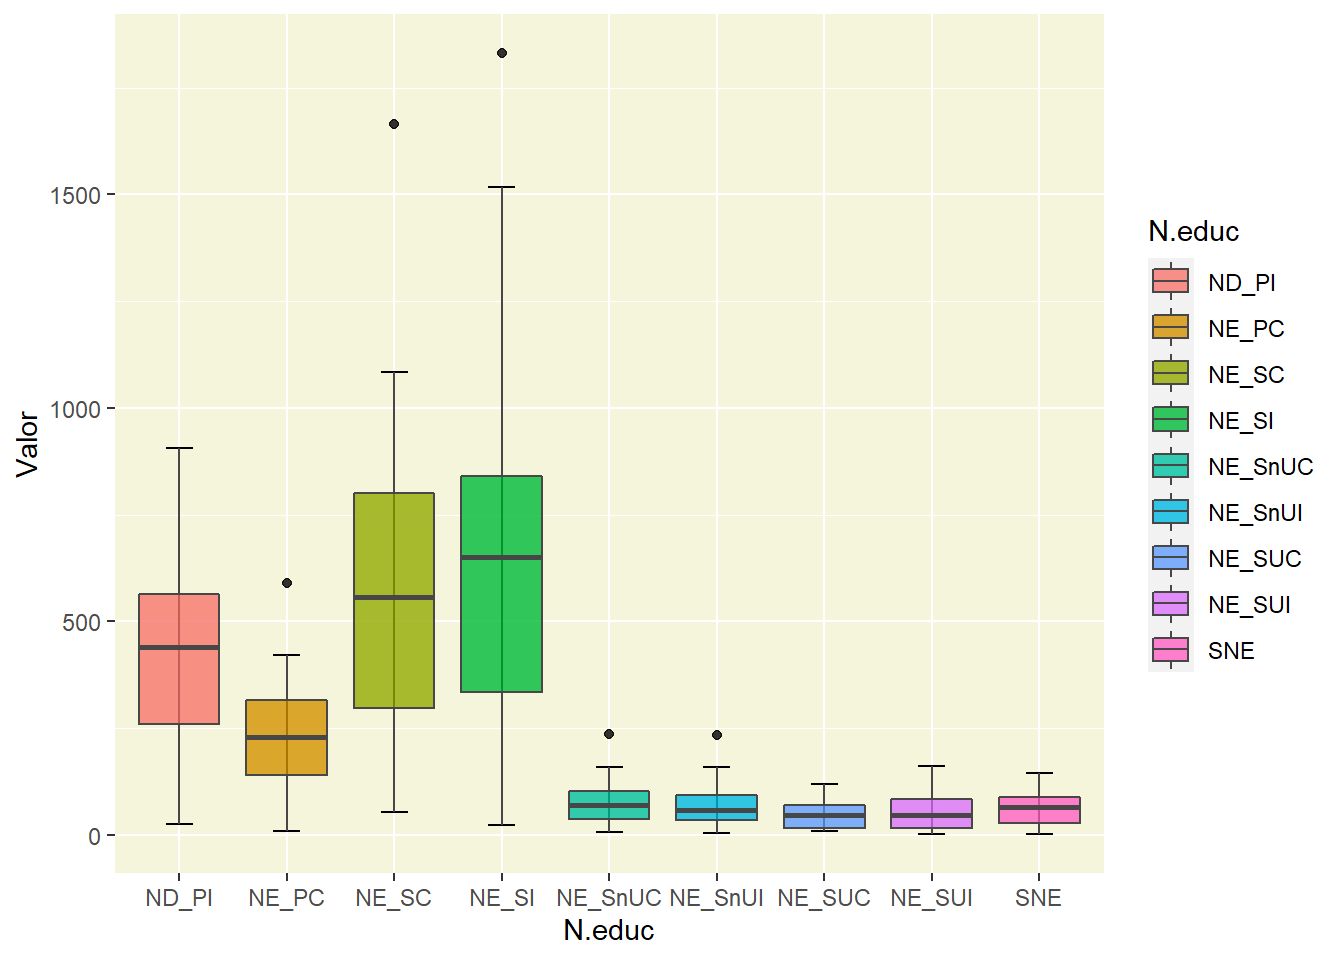 Valor
1500
1000
500
0
ND_PI NE_PC NE_SC NE_SI NE_SnUC NE_SnUI NE_SUC NE_SUI SNE
N.educ
N.educ
ND_PI
NE_PC
NE_SC
NE_SI
NE_SnUC
NE_SnUI
NE_SUC
NE_SUI
SNE